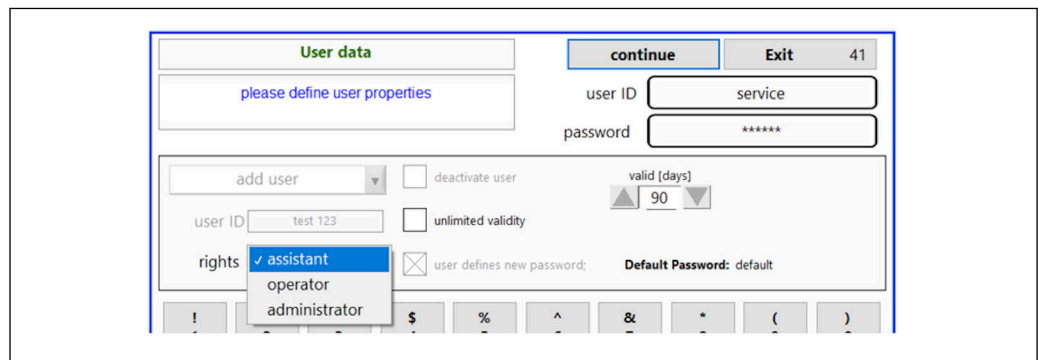 User data
continue
Exit 41
please define user properties
user ID service
password ******
add user
deactivate user
valid [days]
90
user ID test 123
unlimited validity
rights
✓ assistant
operator
administrator
user defines new password;
Default Password: default
! $ % ^ & * ( )